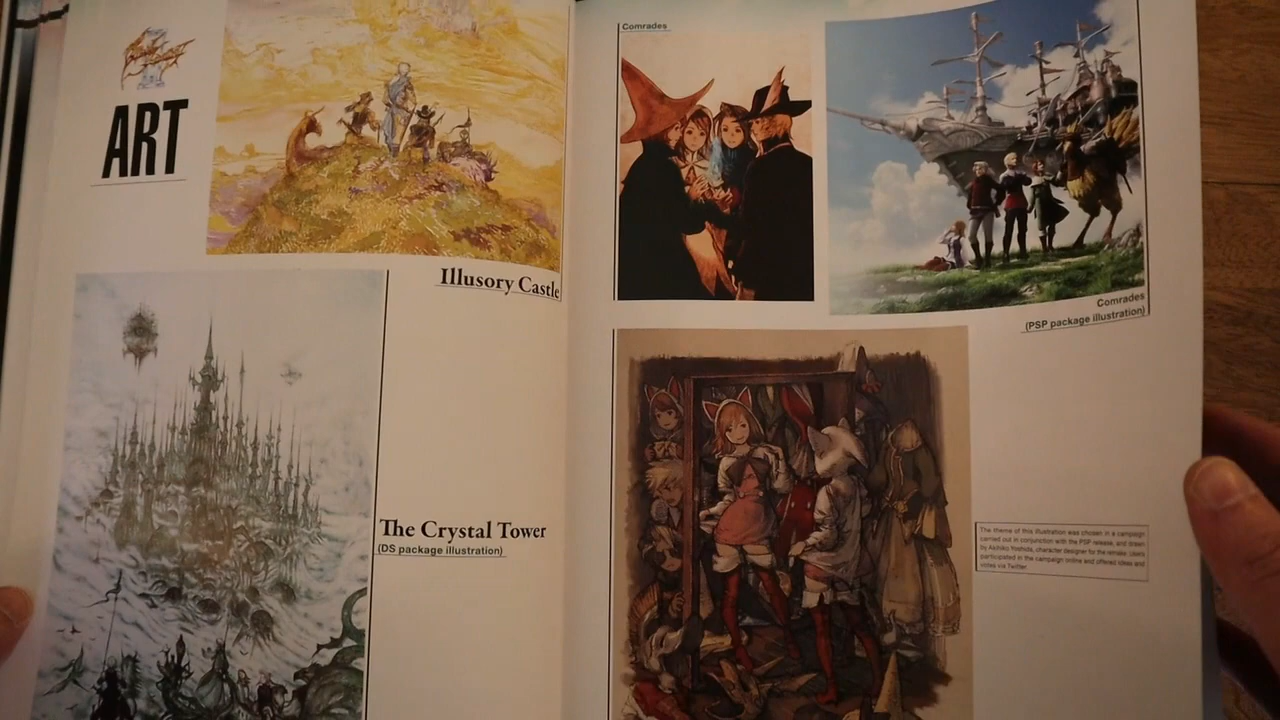 ART
Illusory Castle
The Crystal Tower
(DS package illustration)
Comrades
Comrades
(PSP package illustration)
The theme of this illustration was chosen in a campaign
carried out in conjunction with the PSP release, and drawn
by Akihiko Yoshida, character designer for the remake. Users
participated in the campaign online and offered ideas and
votes via Twitter.